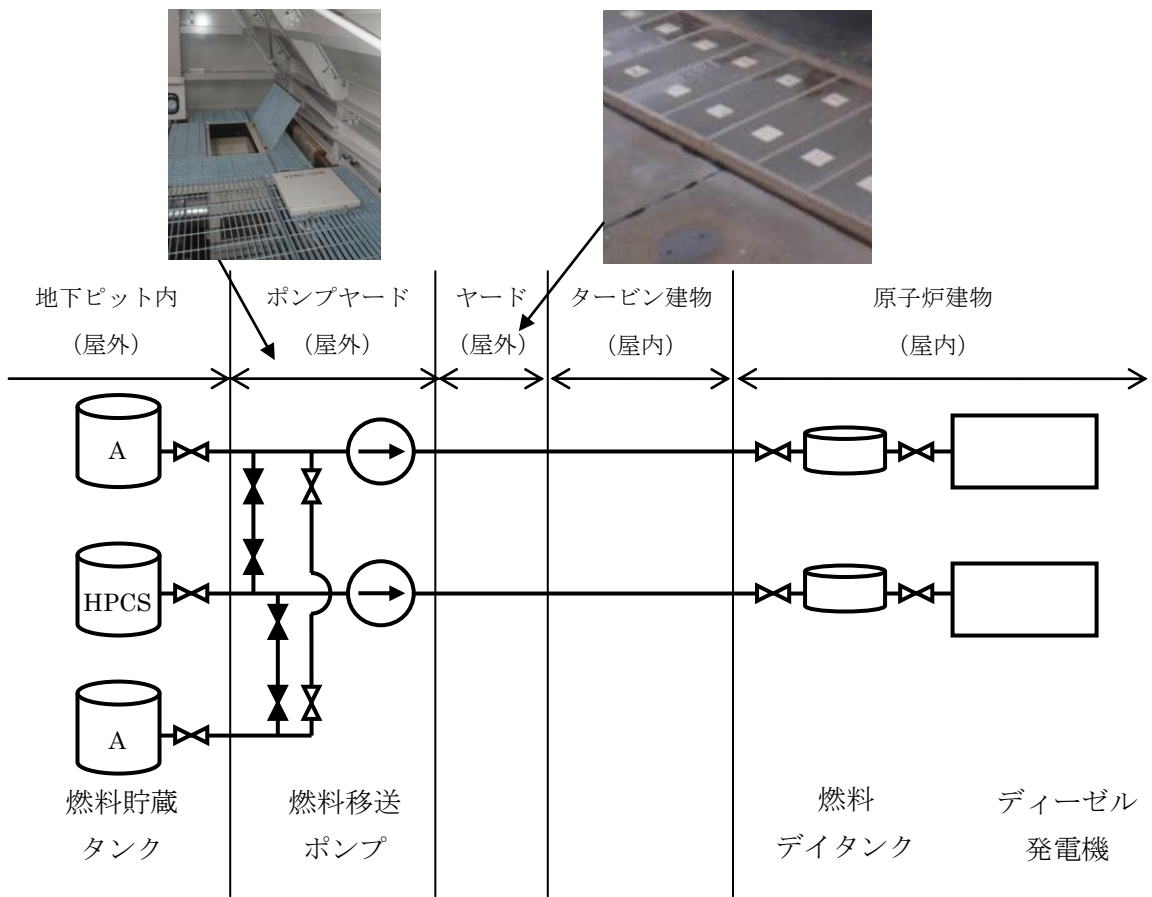 地下ピット内
(屋外)
ポンプヤード
(屋外)
ヤード
(屋外)
タービン建物
(屋内)
原子炉建物
(屋内)
A
HPCS
A
燃料貯蔵
タンク
燃料移送
ポンプ
燃料
デイタンク
ディーゼル
発電機